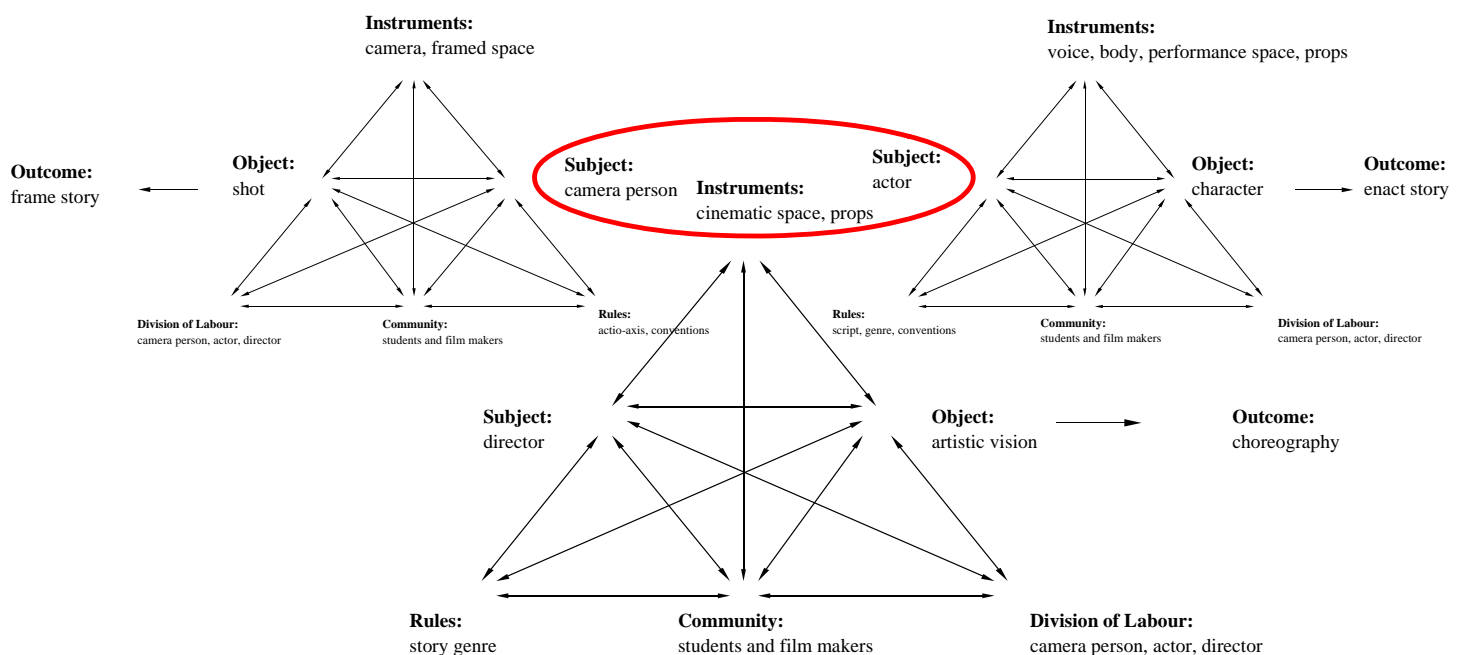 Instruments:
camera, framed space
Instruments:
voice, body, performance space, props
Outcome:
frame story
Object:
shot
Subject:
camera person
Instruments:
cinematic space, props
Subject:
actor
Object:
character
Outcome:
enact story
Division of Labour:
camera person, actor, director
Community:
students and film makers
Rules:
actio-axis, conventions
Rules:
script, genre, conventions
Community:
students and film makers
Division of Labour:
camera person, actor, director
Subject:
director
Object:
artistic vision
Outcome:
choreography
Rules:
story genre
Community:
students and film makers
Division of Labour:
camera person, actor, director